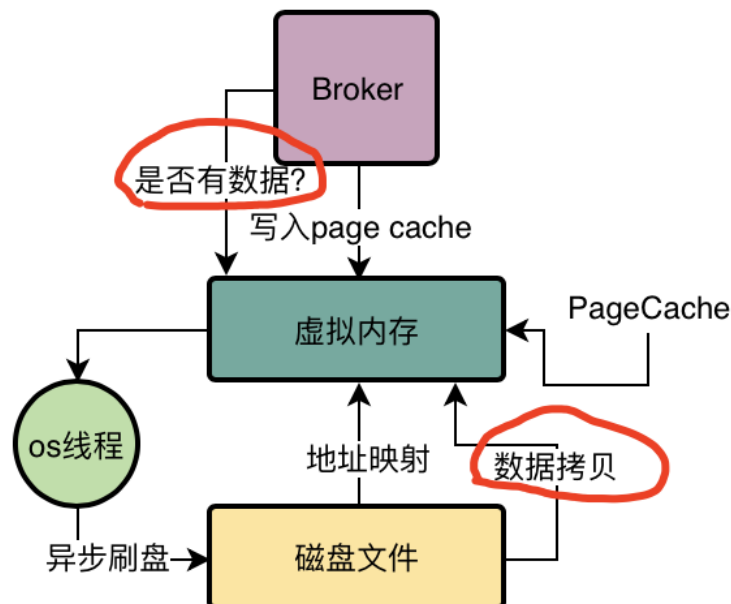 Broker
是否有数据?
写入page cache
PageCache
虚拟内存
os线程
地址映射
数据拷贝
异步刷盘
磁盘文件